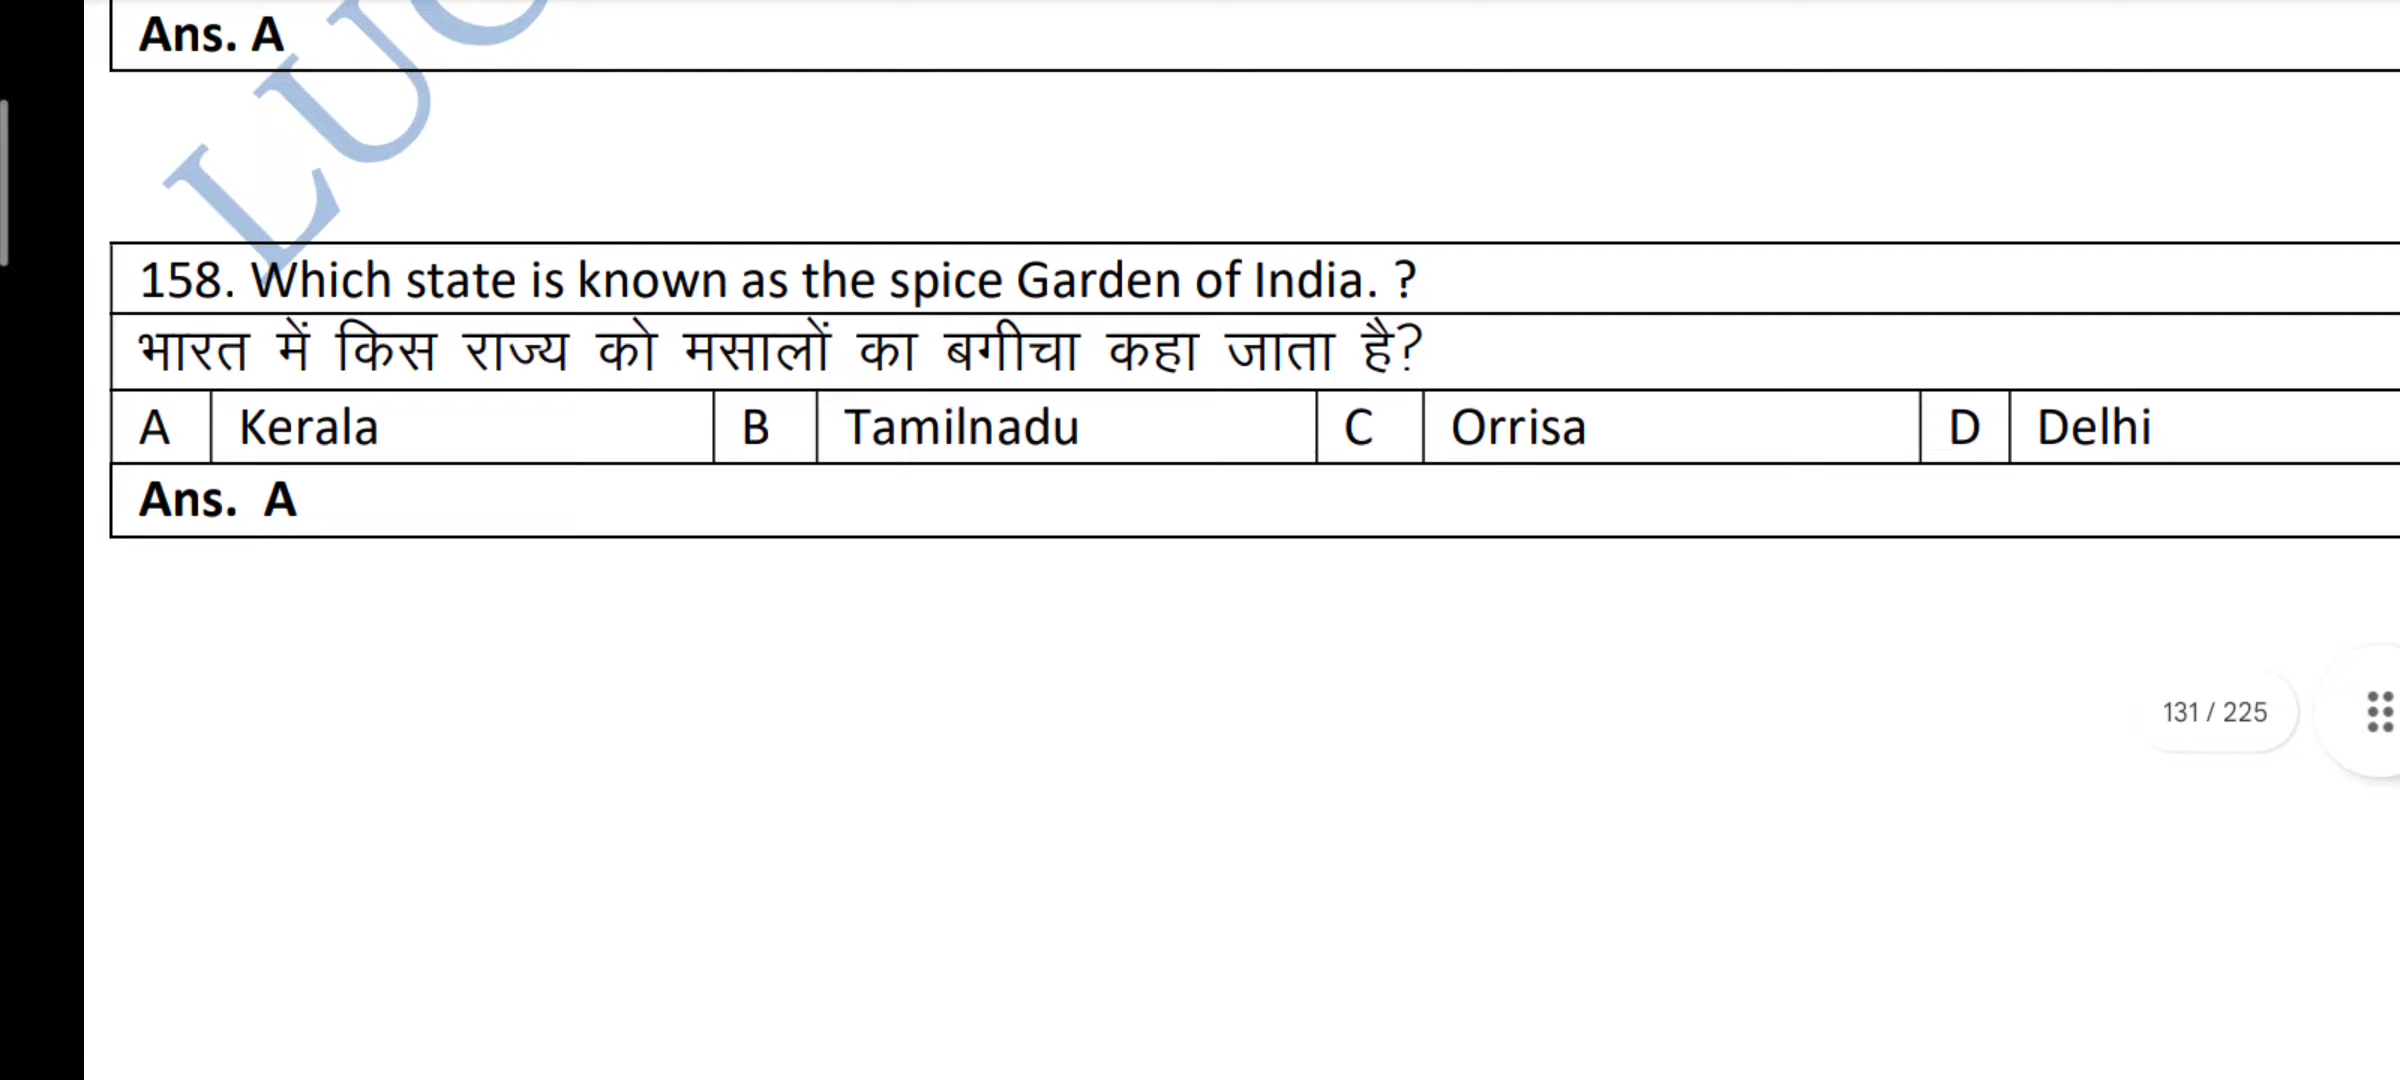 Ans. A
LUC
158. Which state is known as the spice Garden of India. ?
भारत में किस राज्य को मसालों का बगीचा कहा जाता है?
A Kerala B Tamilnadu C Orrisa D Delhi
Ans. A
131 / 225